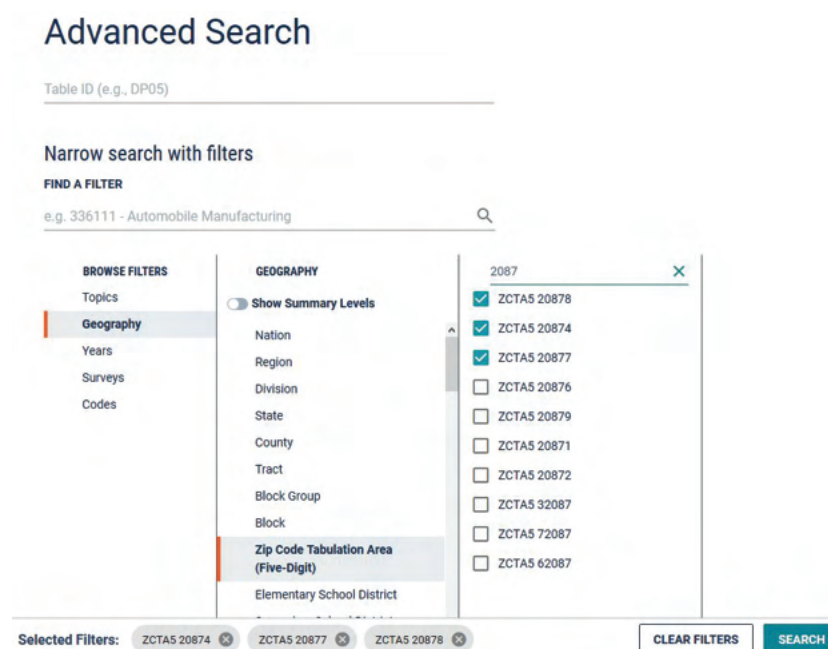 Advanced Search
Table ID (e.g., DP05)
Narrow search with filters
FIND A FILTER
e.g. 336111 - Automobile Manufacturing
BROWSE FILTERS
Topics
Geography
Years
Surveys
Codes
GEOGRAPHY
Show Summary Levels
Nation
Region
Division
State
County
Tract
Block Group
Block
Zip Code Tabulation Area
(Five-Digit)
Elementary School District
2087
ZCTA5 20878
ZCTA5 20874
ZCTA5 20877
ZCTA5 20876
ZCTA5 20879
ZCTA5 20871
ZCTA5 20872
ZCTA5 32087
ZCTA5 72087
ZCTA5 62087
Selected Filters: ZCTA5 20874 ZCTA5 20877 ZCTA5 20878 CLEAR FILTERS SEARCH